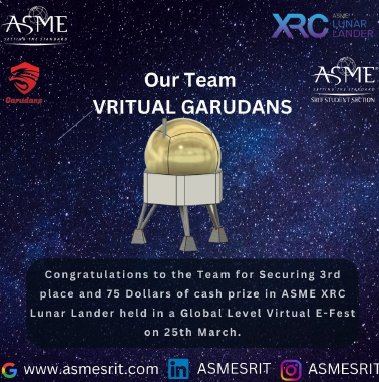 ASME
SETTING THE STANDARD
XRC ASME LUNAR LANDER
Garudans
ASME
SETTING THE STANDARD
SRIT STUDENT SECTION
Our Team
VRITUAL GARUDANS
Congratulations to the Team for Securing 3rd
place and 75 Dollars of cash prize in ASME XRC
Lunar Lander held in a Global Level Virtual E-Fest
on 25th March.
www.asmesrit.com in ASMESRIT ASMESRIT